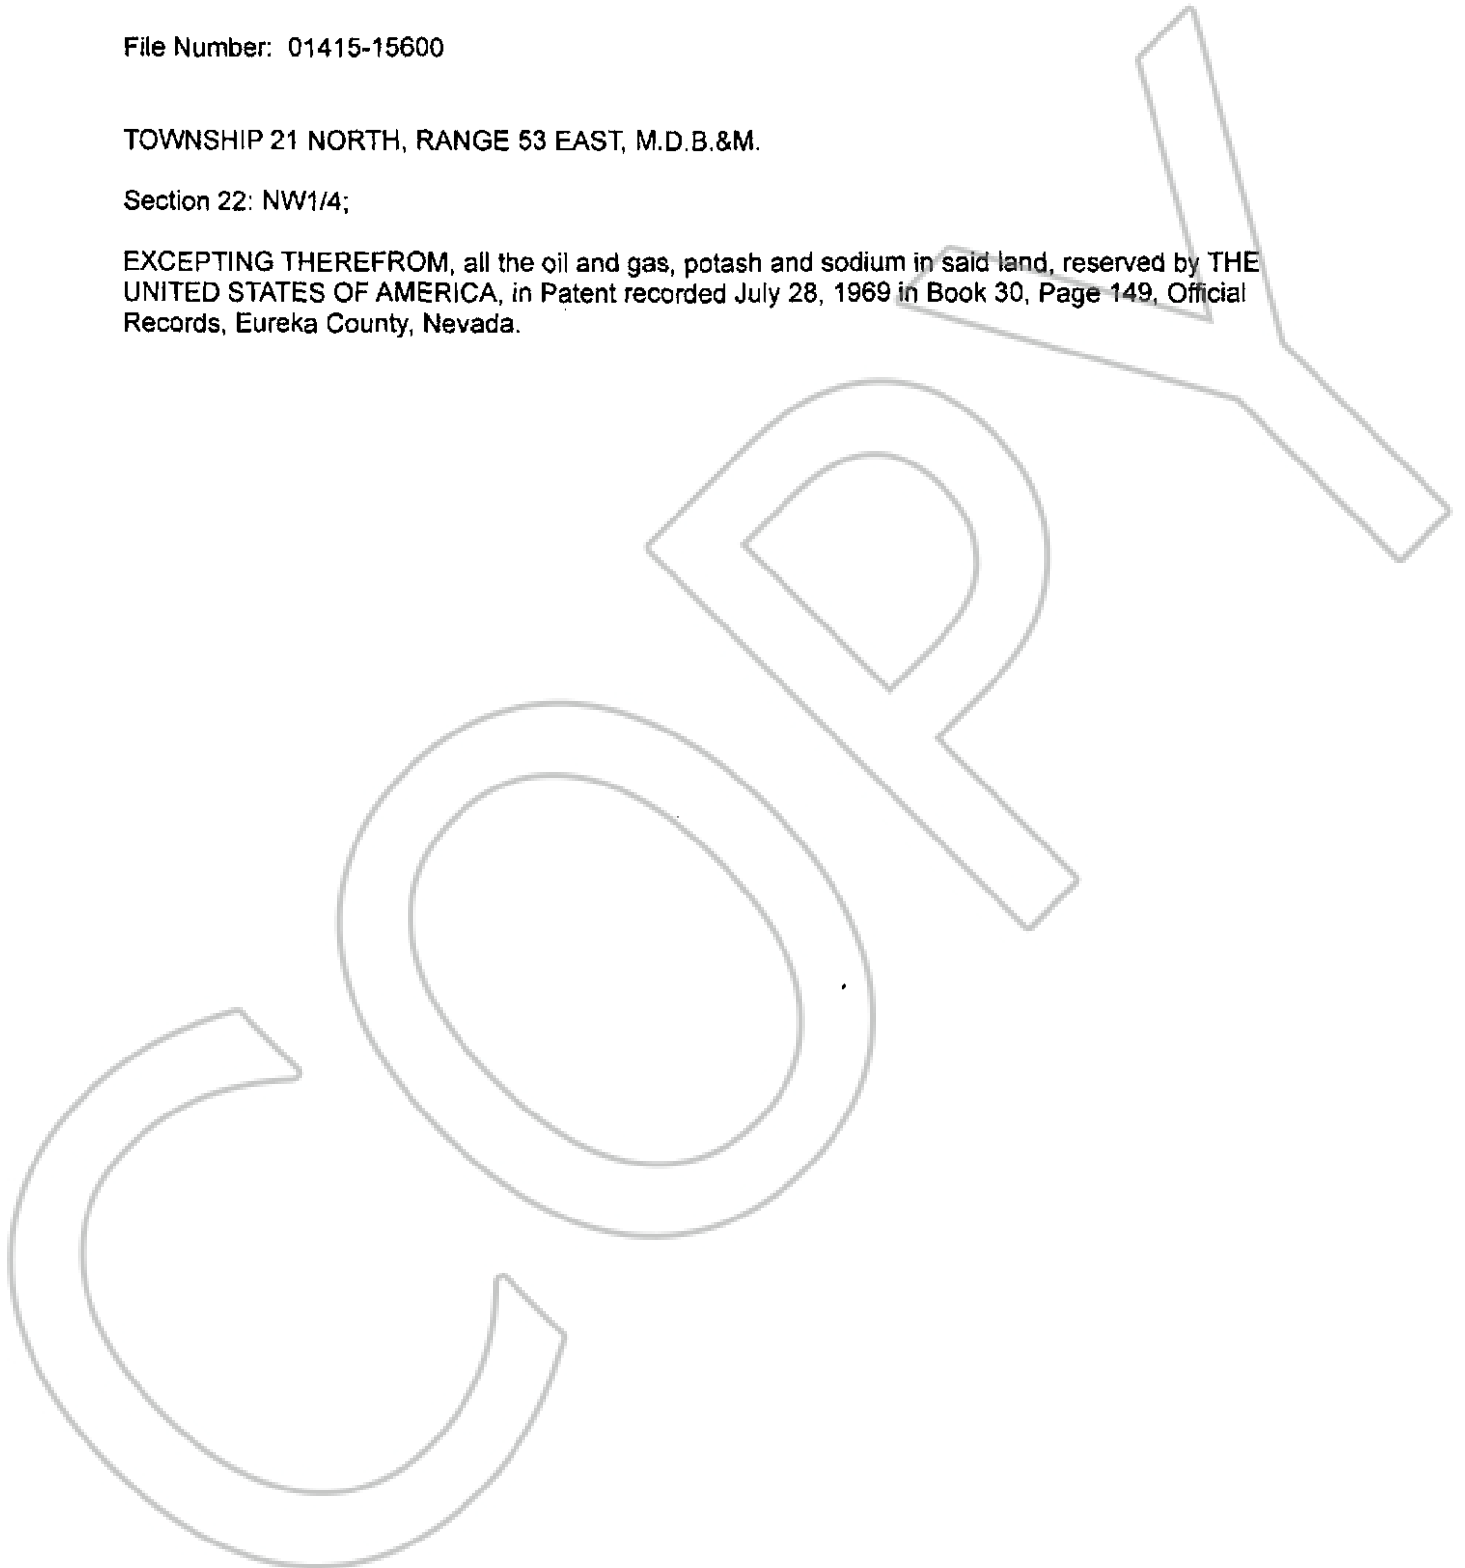 File Number: 01415-15600
TOWNSHIP 21 NORTH, RANGE 53 EAST, M.D.B.&M.
Section 22: NW1/4;
EXCEPTING THEREFROM, all the oil and gas, potash and sodium in said land, reserved by THE
UNITED STATES OF AMERICA, in Patent recorded July 28, 1969 in Book 30, Page 149, Official
Records, Eureka County, Nevada.
COPY